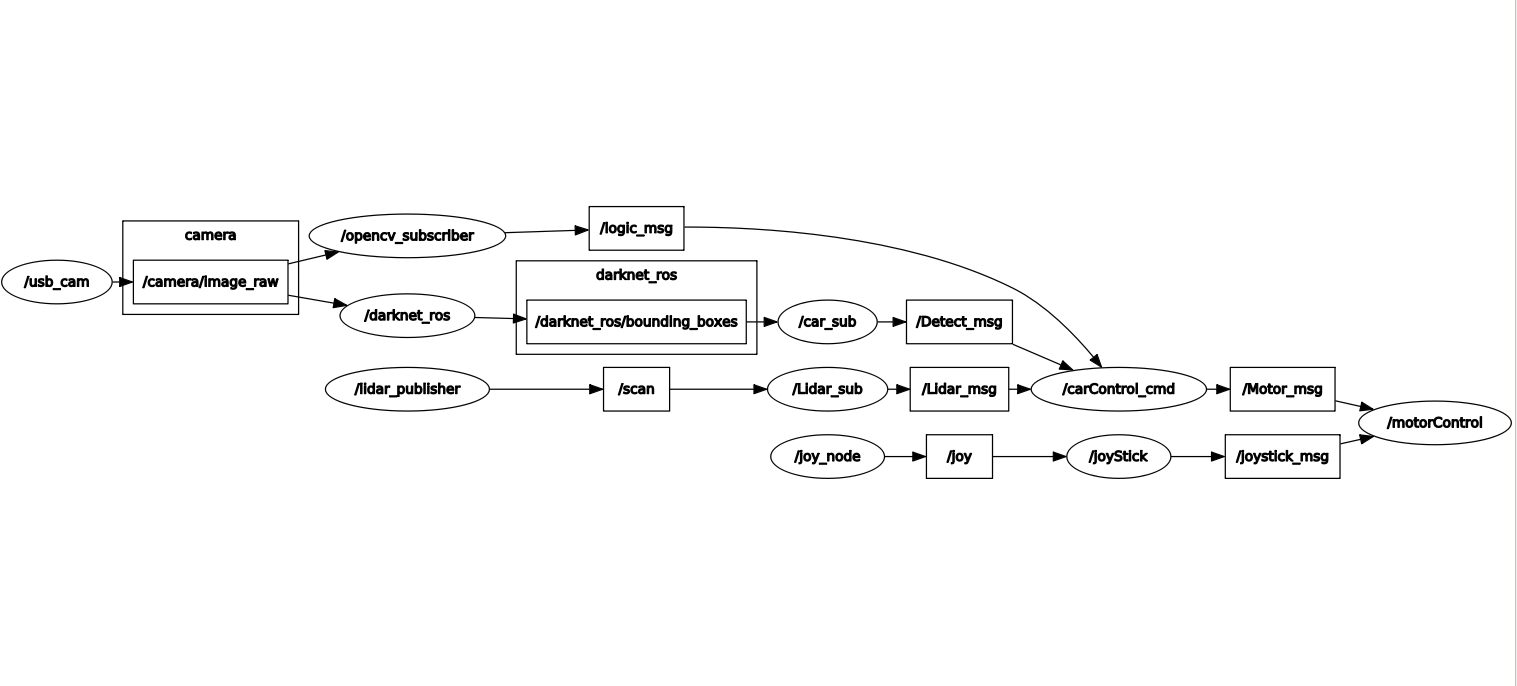 camera
/usb_cam
/camera/image_raw
/opencv_subscriber
/logic_msg
/darknet_ros
darknet_ros
/darknet_ros/bounding_boxes
/car_sub
/Detect_msg
/lidar_publisher
/scan
/Lidar_sub
/Lidar_msg
/carControl_cmd
/Motor_msg
/motorControl
/joy_node
/joy
/joyStick
/joystick_msg